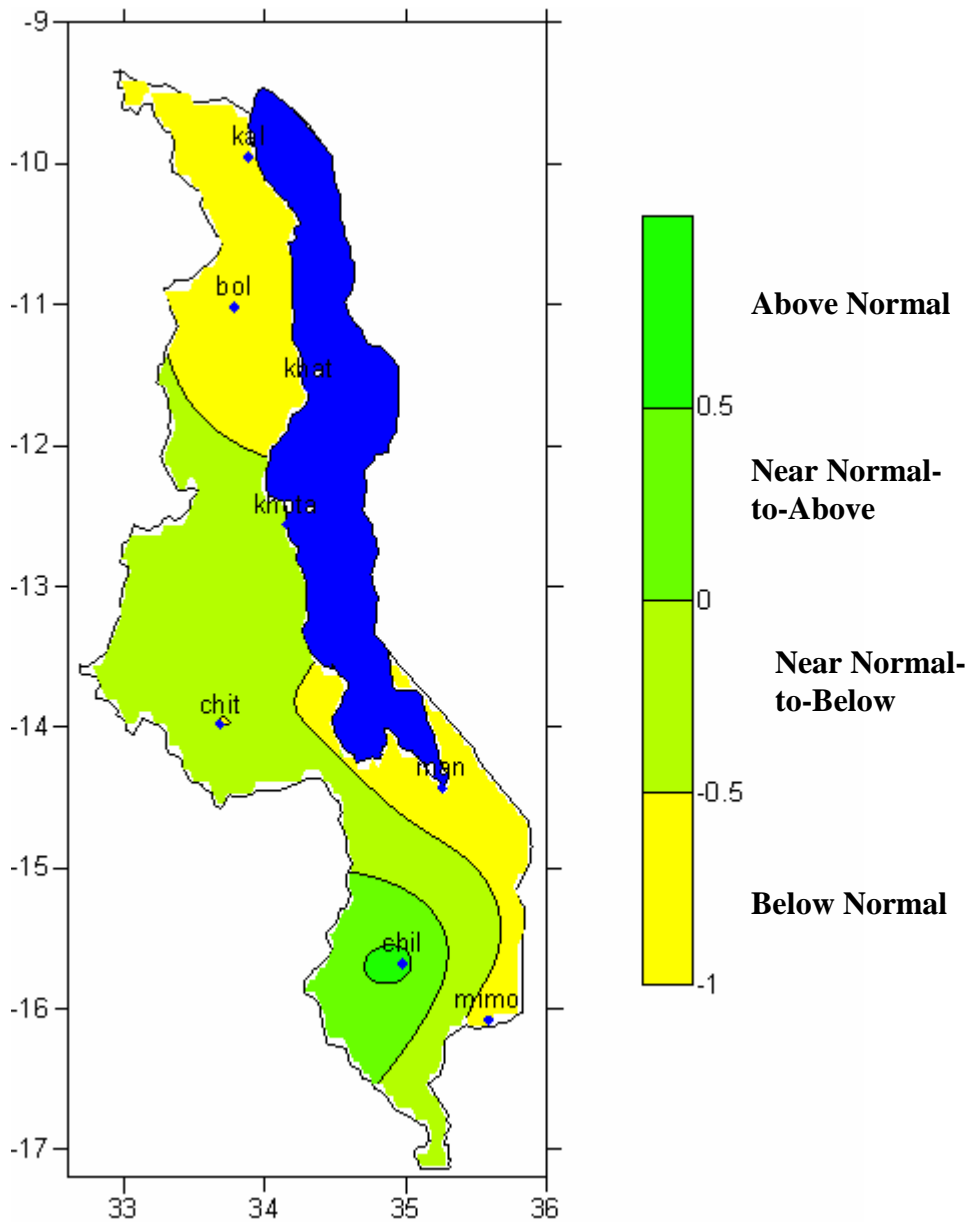 -9
-10
-11
-12
-13
-14
-15
-16
-17
33
34
35
36
kal
bol
khat
khota
chit
man
chil
mimo
Above Normal
0.5
Near Normal-
to-Above
0
Near Normal-
to-Below
-0.5
Below Normal
-1